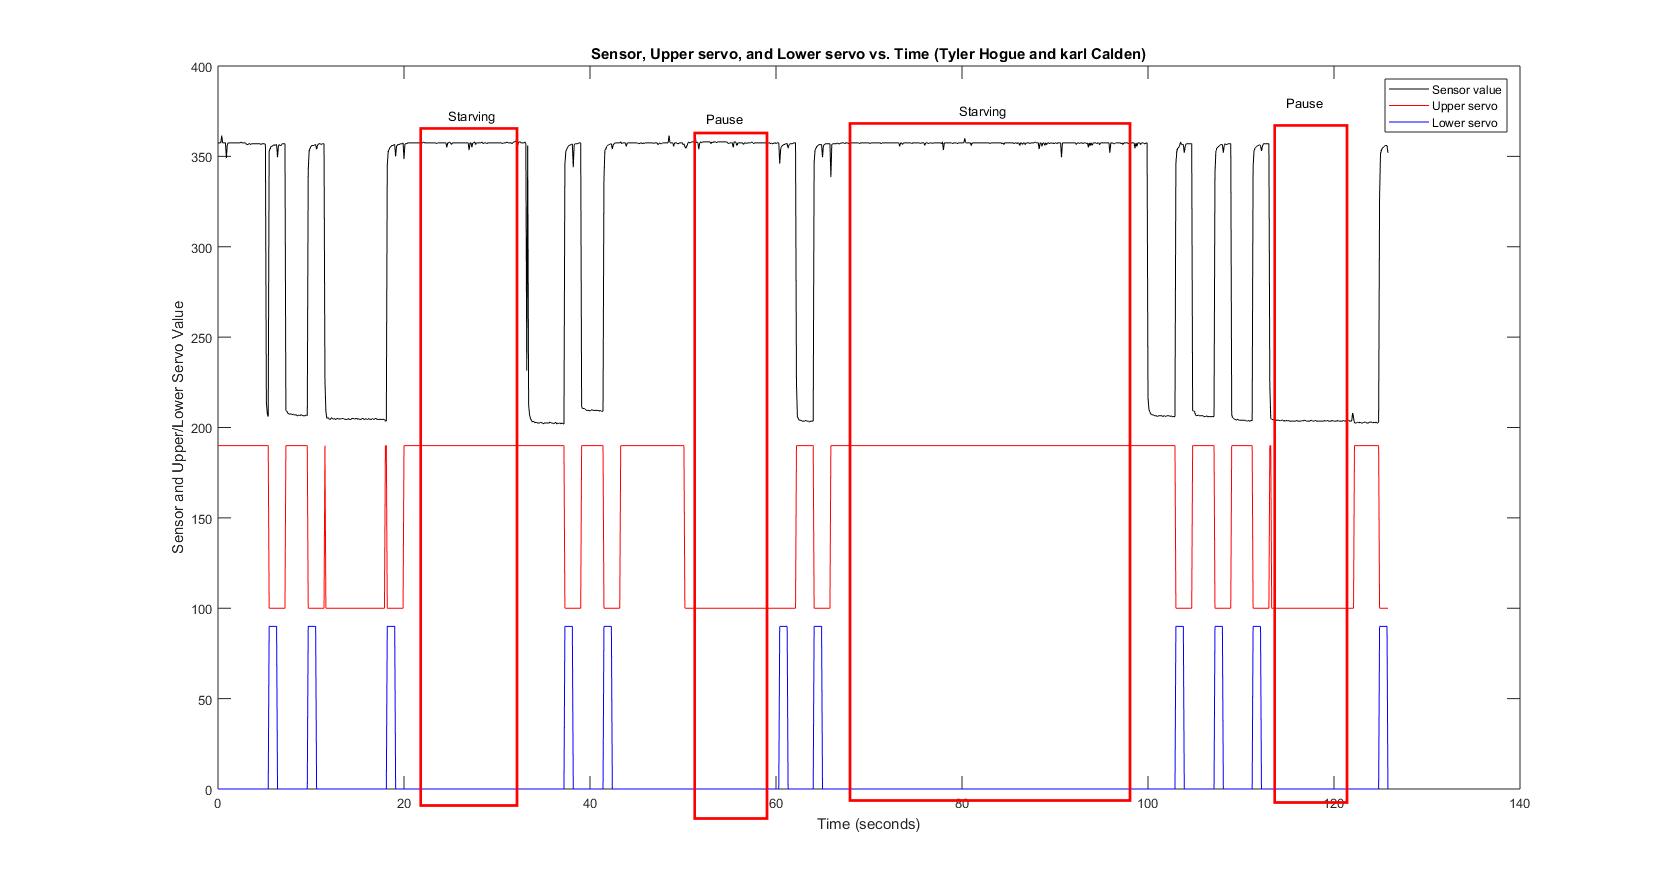 Sensor, Upper servo, and Lower servo vs. Time (Tyler Hogue and karl Calden)
400
350
300
250
200
150
100
50
0
Sensor and Upper/Lower Servo Value
Starving
Pause
Starving
Pause
Sensor value
Upper servo
Lower servo
0 20 40 60 80 100 120 140
Time (seconds)